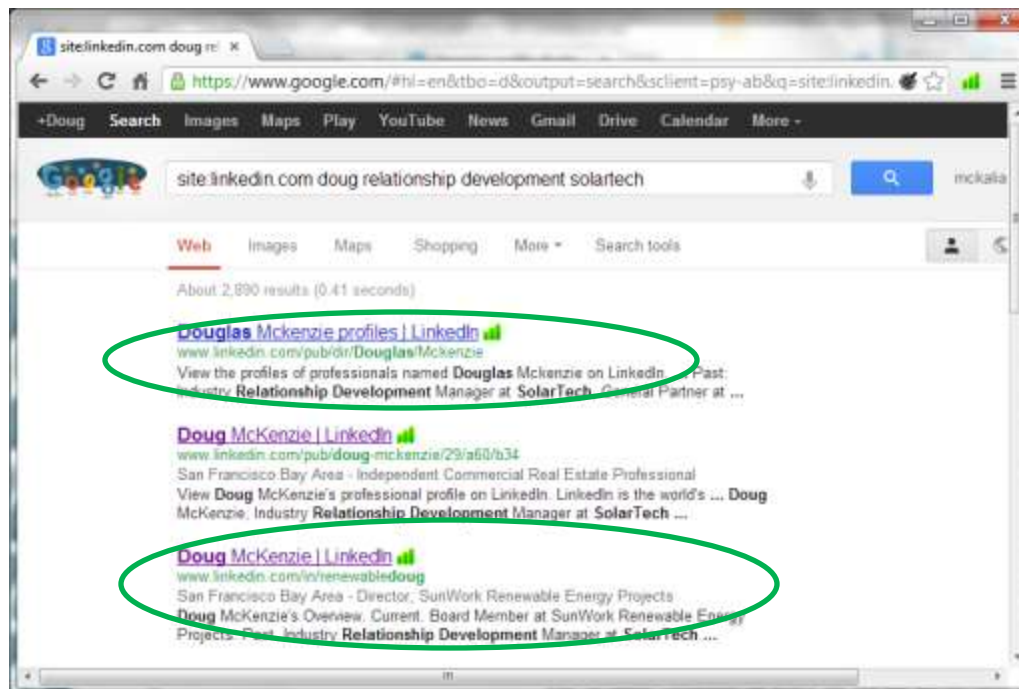 site:linkedin.com doug rel
https://www.google.com/#hl=en&tbo=d&output=search&sclient=psy-ab&q=site:linkedin.
+Doug Search Images Maps Play YouTube News Gmail Drive Calendar More
Google site:linkedin.com doug relationship development solartech mckalia
Web Images Maps Shopping More Search tools
About 2,890 results (0.41 seconds)
Douglas Mckenzie profiles | LinkedIn
www.linkedin.com/pub/dir/Douglas/Mckenzie
View the profiles of professionals named Douglas Mckenzie on LinkedIn. ... Past:
Industry Relationship Development Manager at SolarTech, General Partner at ...
Doug McKenzie | LinkedIn
www.linkedin.com/pub/doug-mckenzie/29/a60/b34
San Francisco Bay Area - Independent Commercial Real Estate Professional
View Doug McKenzie's professional profile on LinkedIn. LinkedIn is the world's ... Doug
McKenzie, Industry Relationship Development Manager at SolarTech ...
Doug McKenzie | LinkedIn
www.linkedin.com/in/renewabledoug
San Francisco Bay Area - Director, SunWork Renewable Energy Projects
Doug McKenzie's Overview. Current. Board Member at SunWork Renewable Energy
Projects. Past. Industry Relationship Development Manager at SolarTech ...